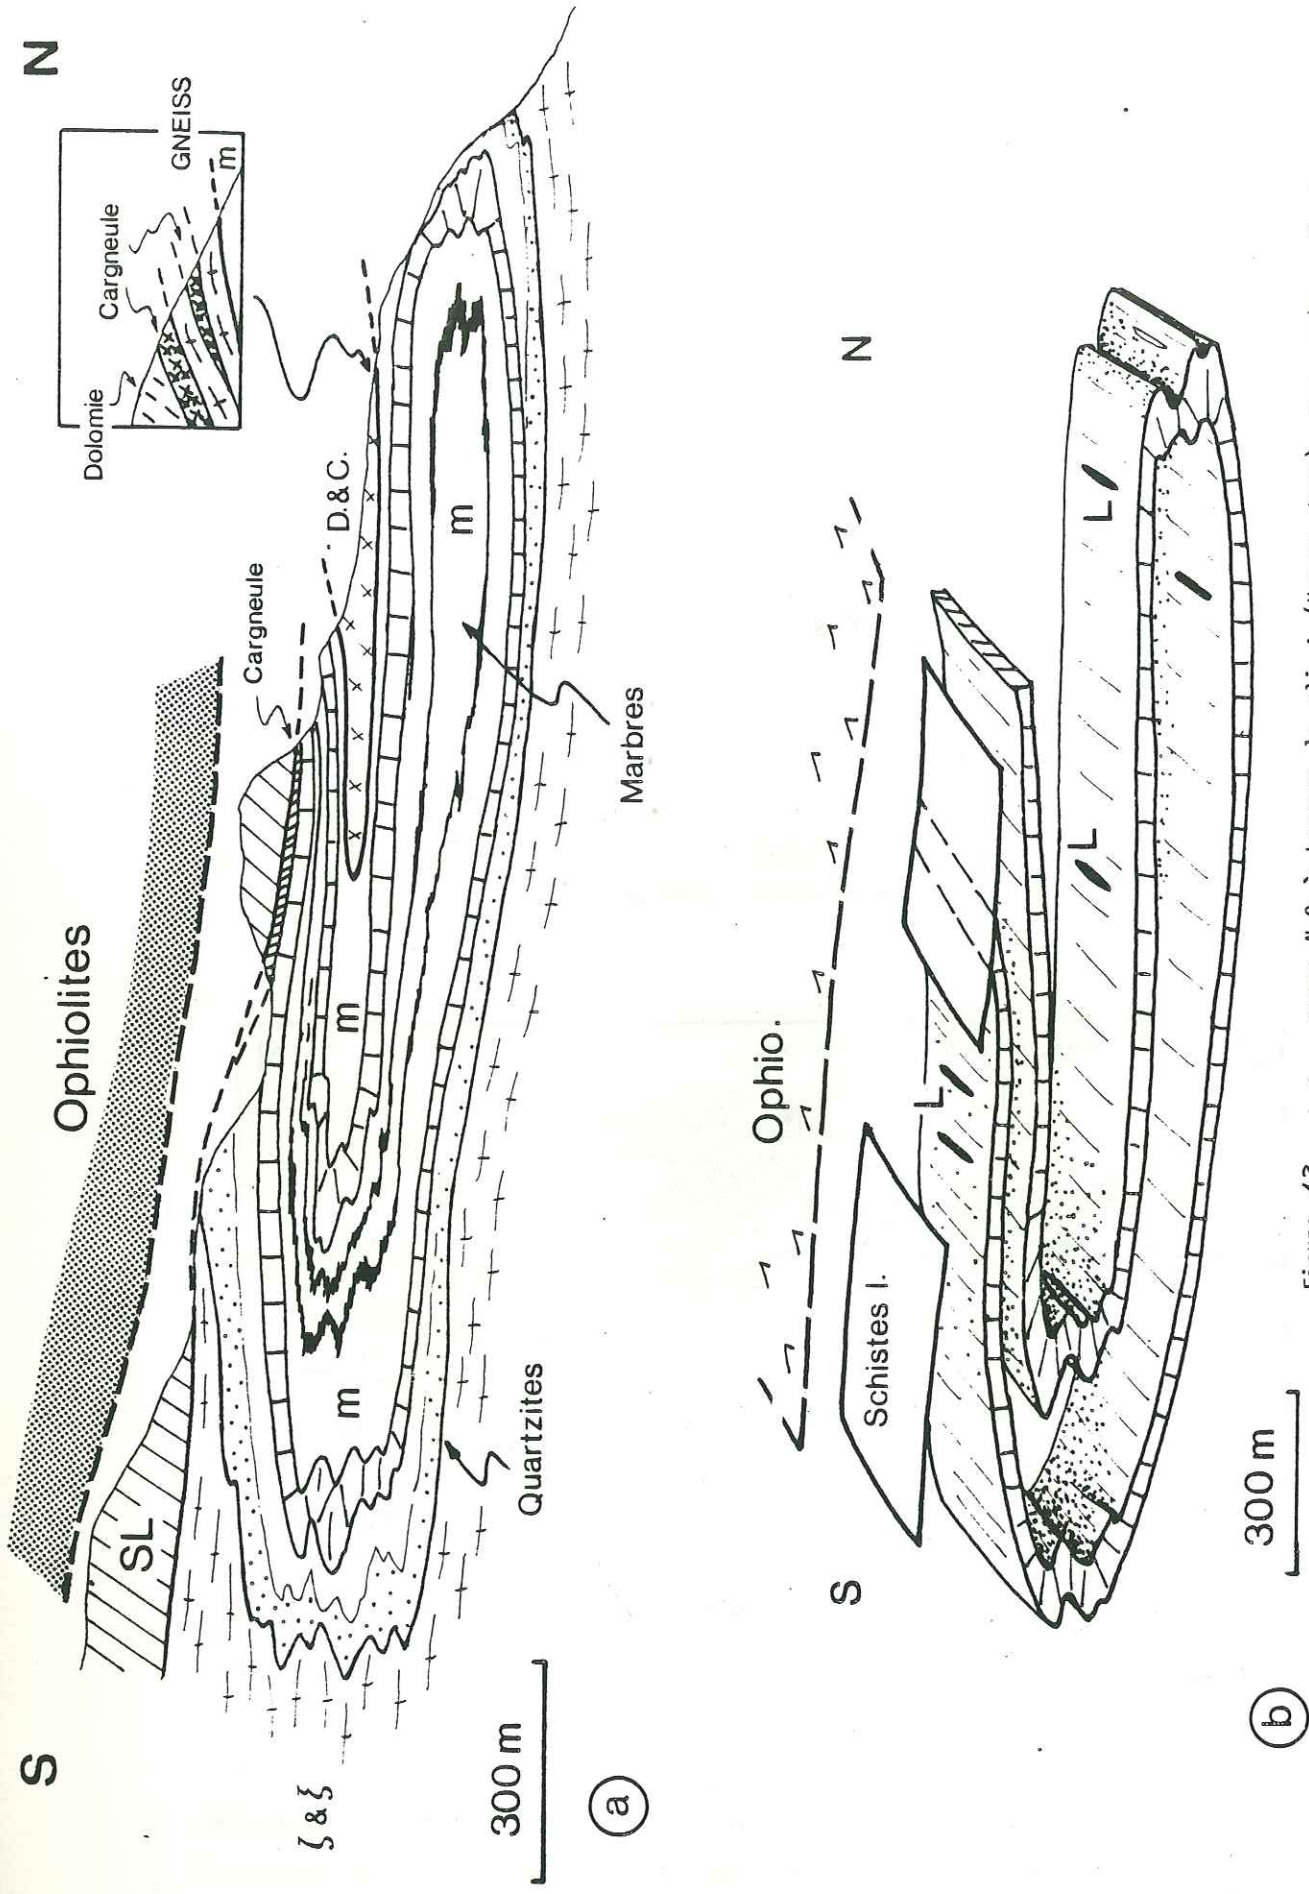 S
N
Ophiolites
SL
Cargneule
D.&C.
Dolomie
Cargneule
GNEISS
m
m
m
m
ζ & ξ
Quartzites
Marbres
300 m
a
S
N
Ophio.
Schistes l.
L
L
L
300 m
b